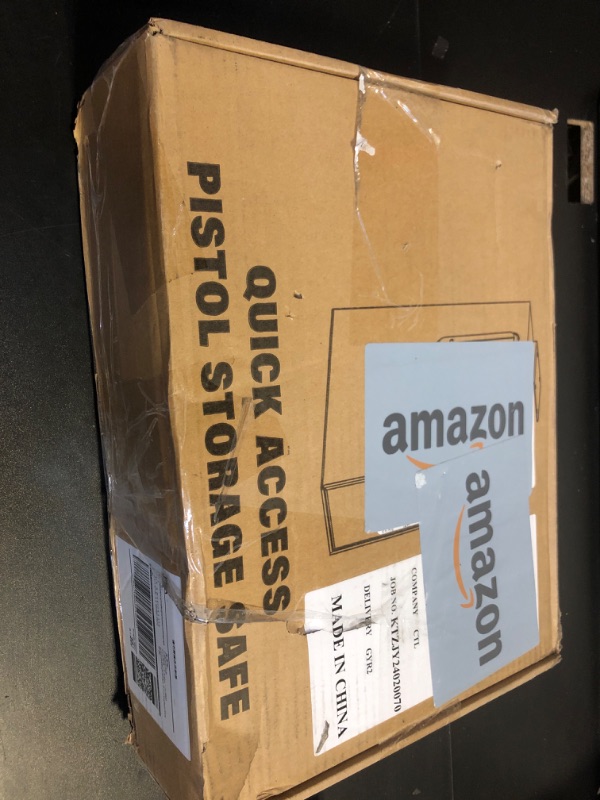 QUICK ACCESS
PISTOL STORAGE SAFE
amazon
amazon
COMPANY CTL
JOB NO. KTZJY24020070
DELIVERY GYR2
MADE IN CHINA